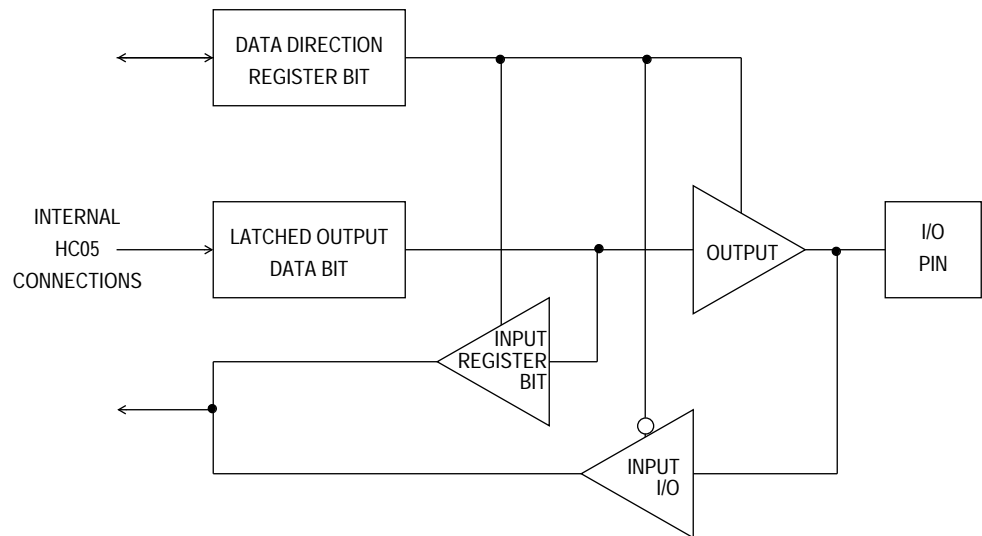 DATA DIRECTION
REGISTER BIT
INTERNAL
HC05
CONNECTIONS
LATCHED OUTPUT
DATA BIT
OUTPUT
I/O
PIN
INPUT
REGISTER
BIT
INPUT
I/O